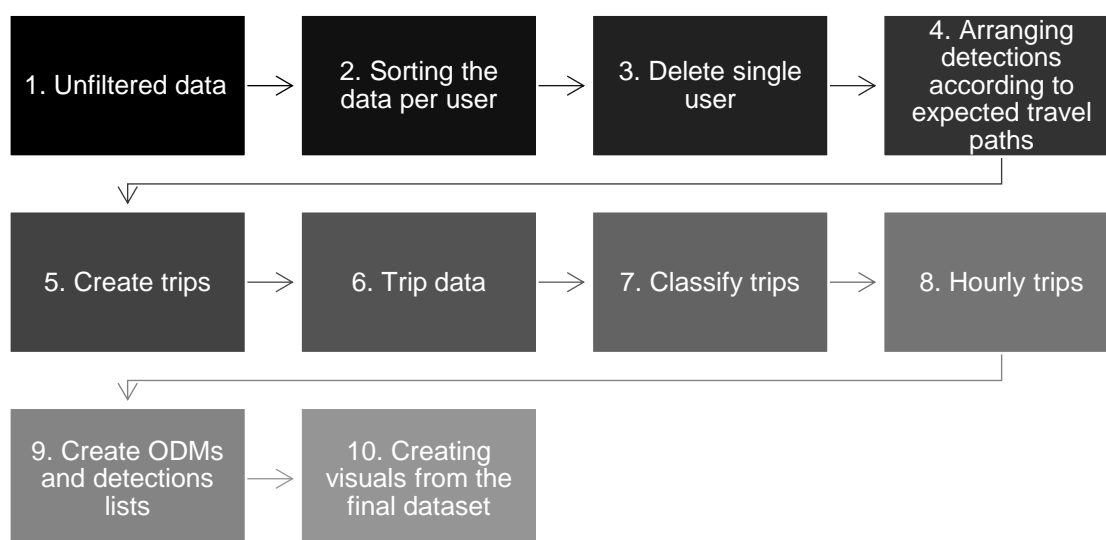 1. Unfiltered data
2. Sorting the
data per user
3. Delete single
user
4. Arranging
detections
according to
expected travel
paths
5. Create trips
6. Trip data
7. Classify trips
8. Hourly trips
9. Create ODMs
and detections
lists
10. Creating
visuals from the
final dataset